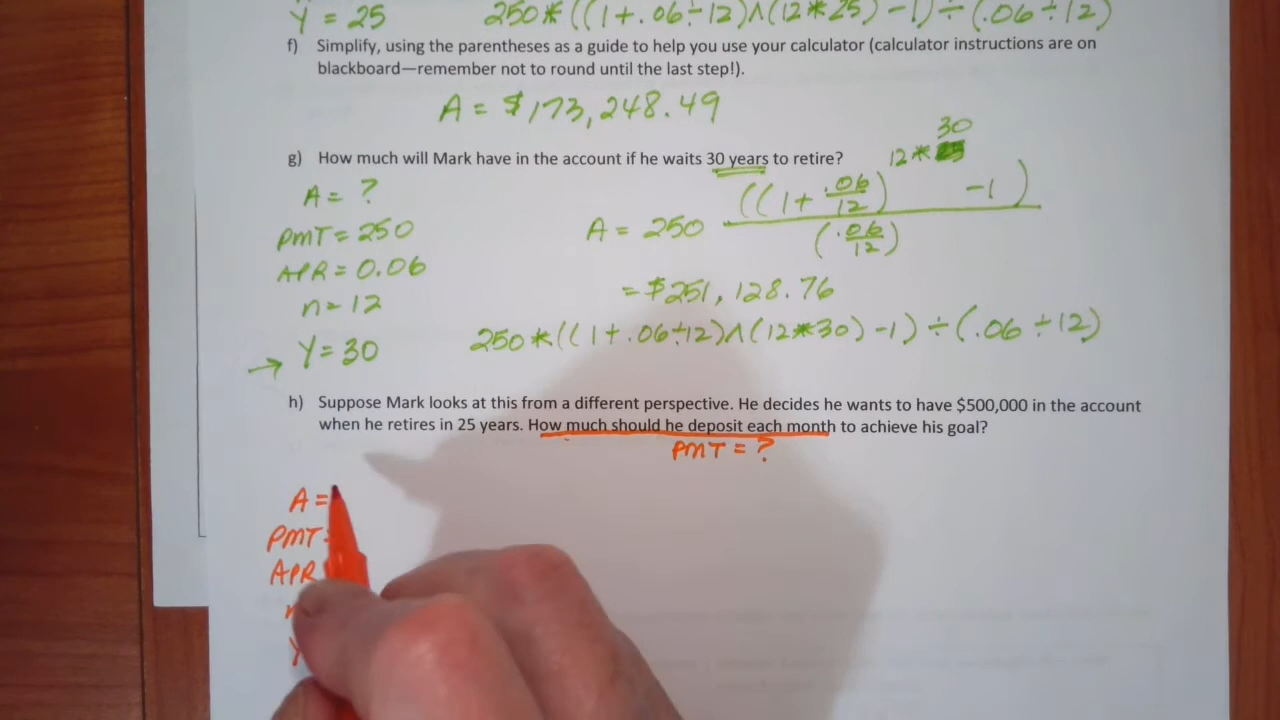 Y = 25 250*((1+.06÷12)^(12*25)-1)÷(.06÷12)
f) Simplify, using the parentheses as a guide to help you use your calculator (calculator instructions are on
blackboard—remember not to round until the last step!).
A = $173,248.49
g) How much will Mark have in the account if he waits 30 years to retire?
30
12*25
A = ?
((1+.06/12) -1)
PMT = 250
A = 250
(.06/12)
APR = 0.06
= $251,128.76
n = 12
250*((1+.06÷12)^(12*30)-1)÷(.06÷12)
→ Y = 30
h) Suppose Mark looks at this from a different perspective. He decides he wants to have $500,000 in the account
when he retires in 25 years. How much should he deposit each month to achieve his goal?
PMT = ?
A =
PMT =
APR
n
Y